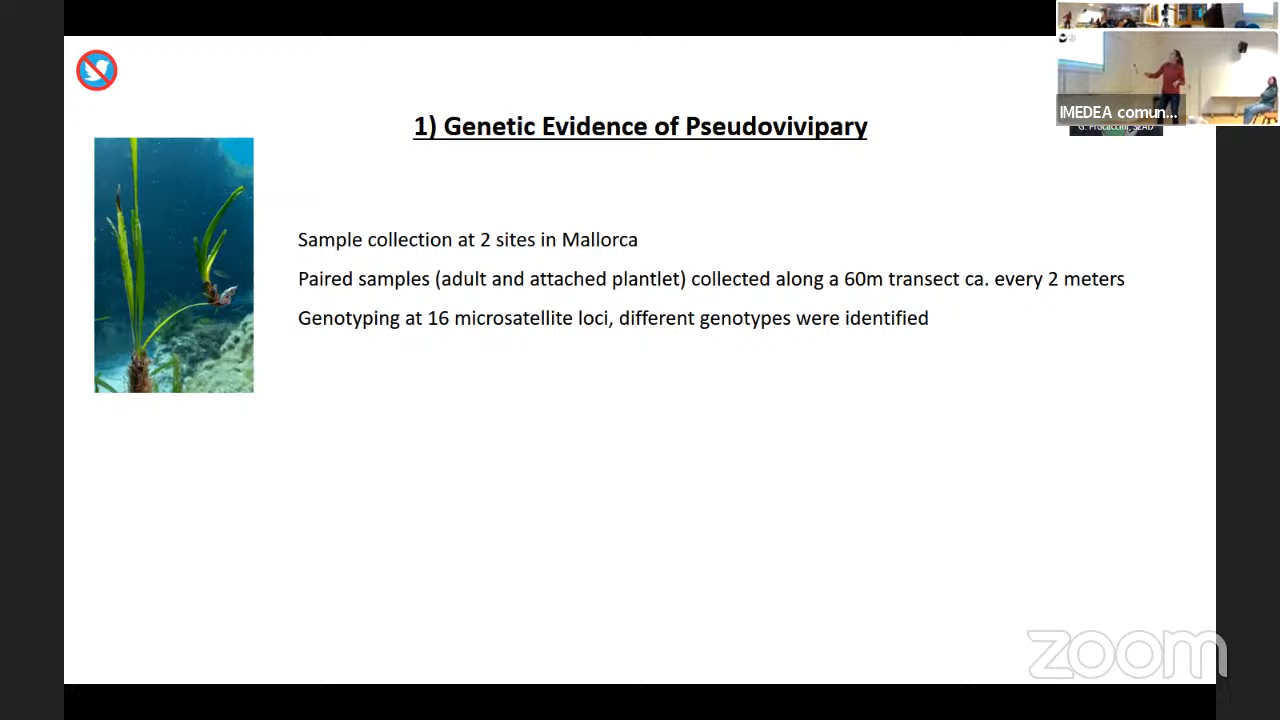 1) Genetic Evidence of Pseudovivipary
IMEDEA comun...
G. Procaccini, SZAD
Sample collection at 2 sites in Mallorca
Paired samples (adult and attached plantlet) collected along a 60m transect ca. every 2 meters
Genotyping at 16 microsatellite loci, different genotypes were identified
zoom